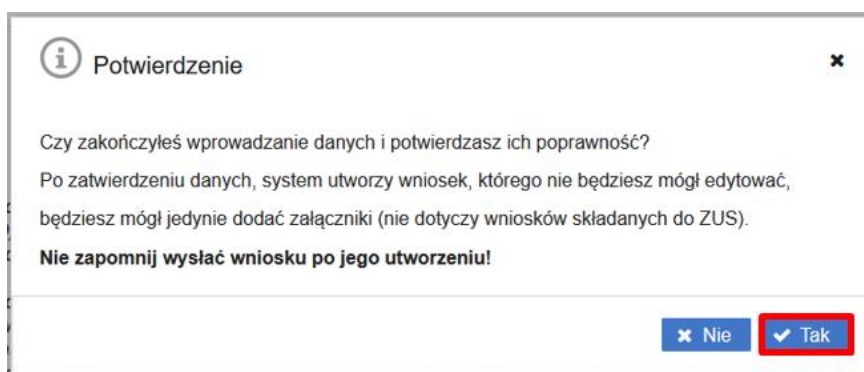 Potwierdzenie
Czy zakończyłeś wprowadzanie danych i potwierdzasz ich poprawność?
Po zatwierdzeniu danych, system utworzy wniosek, którego nie będziesz mógł edytować,
będziesz mógł jedynie dodać załączniki (nie dotyczy wniosków składanych do ZUS).
Nie zapomnij wysłać wniosku po jego utworzeniu!
Nie Tak